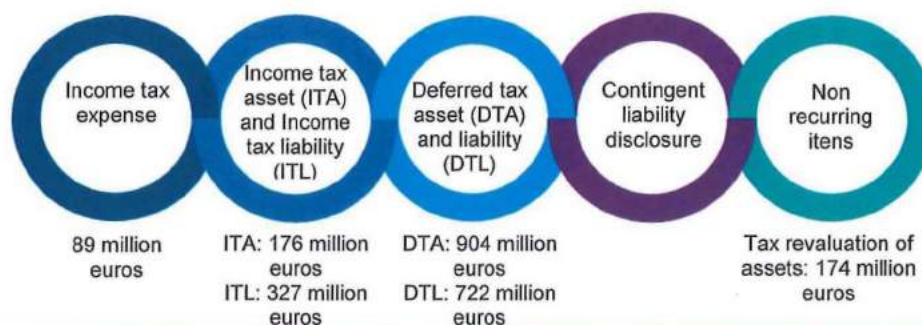 Income tax
expense
Income tax
asset (ITA)
and Income
tax liability
(ITL)
Deferred tax
asset (DTA)
and liability
(DTL)
Contingent
liability
disclosure
Non
recurring
itens
89 million
euros
ITA: 176 million
euros
ITL: 327 million
euros
DTA: 904 million
euros
DTL: 722 million
euros
Tax revaluation of
assets: 174 million
euros